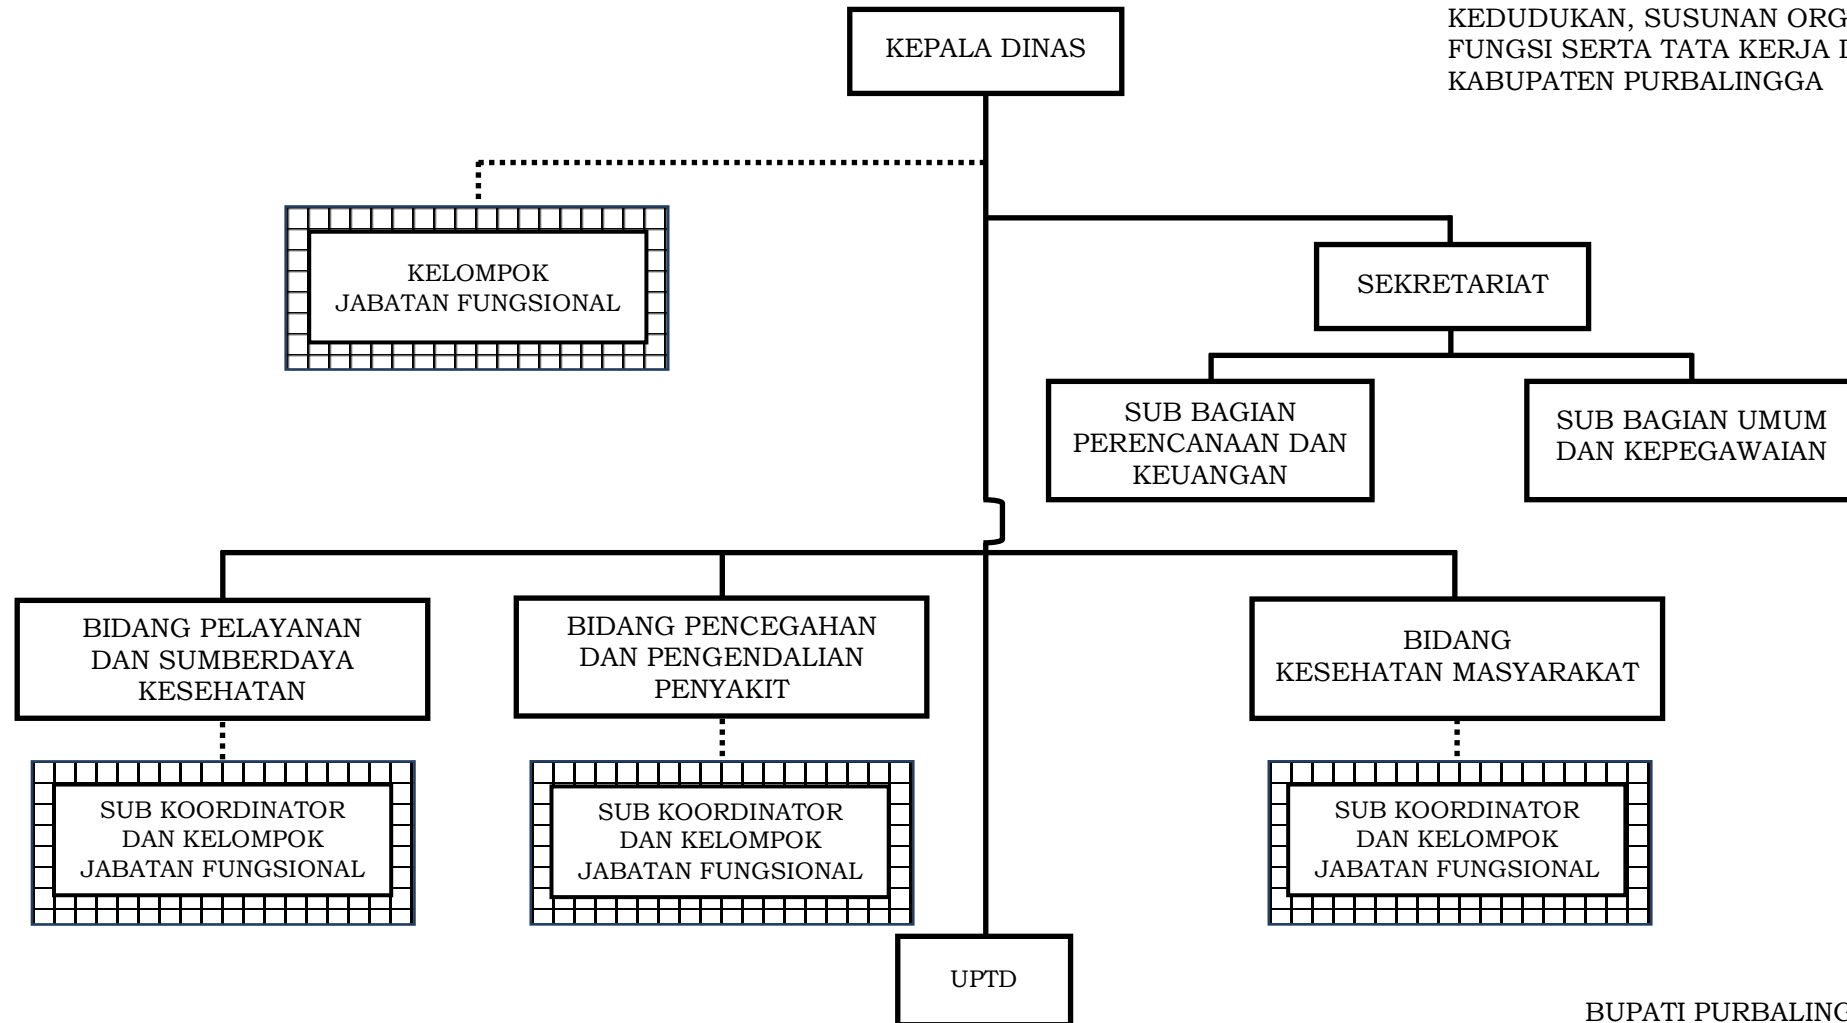 KEPALA DINAS
KEDUDUKAN, SUSUNAN ORG
FUNGSI SERTA TATA KERJA
KABUPATEN PURBALINGGA
KELOMPOK
JABATAN FUNGSIONAL
SEKRETARIAT
SUB BAGIAN
PERENCANAAN DAN
KEUANGAN
SUB BAGIAN UMUM
DAN KEPEGAWAIAN
BIDANG PELAYANAN
DAN SUMBERDAYA
KESEHATAN
BIDANG PENCEGAHAN
DAN PENGENDALIAN
PENYAKIT
BIDANG
KESEHATAN MASYARAKAT
SUB KOORDINATOR
DAN KELOMPOK
JABATAN FUNGSIONAL
SUB KOORDINATOR
DAN KELOMPOK
JABATAN FUNGSIONAL
SUB KOORDINATOR
DAN KELOMPOK
JABATAN FUNGSIONAL
UPTD
BUPATI PURBALING